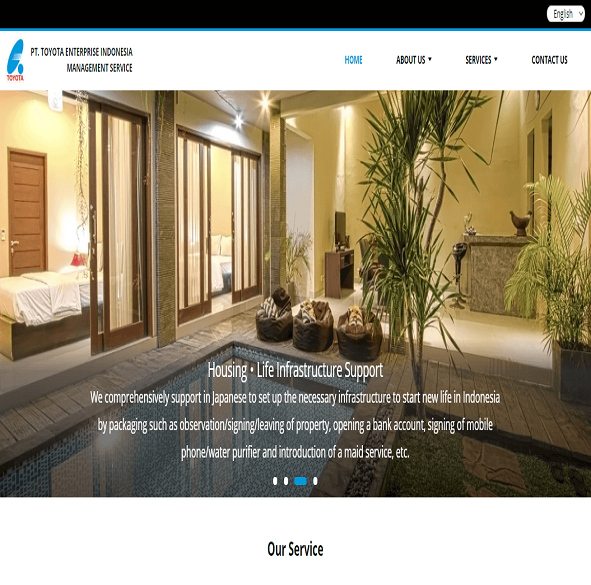 English
PT. TOYOTA ENTERPRISE INDONESIA
MANAGEMENT SERVICE
TOYOTA
HOME
ABOUT US
SERVICES
CONTACT US
Housing • Life Infrastructure Support
We comprehensively support in Japanese to set up the necessary infrastructure to start new life in Indonesia
by packaging such as observation/signing/leaving of property, opening a bank account, signing of mobile
phone/water purifier and introduction of a maid service, etc.
Our Service